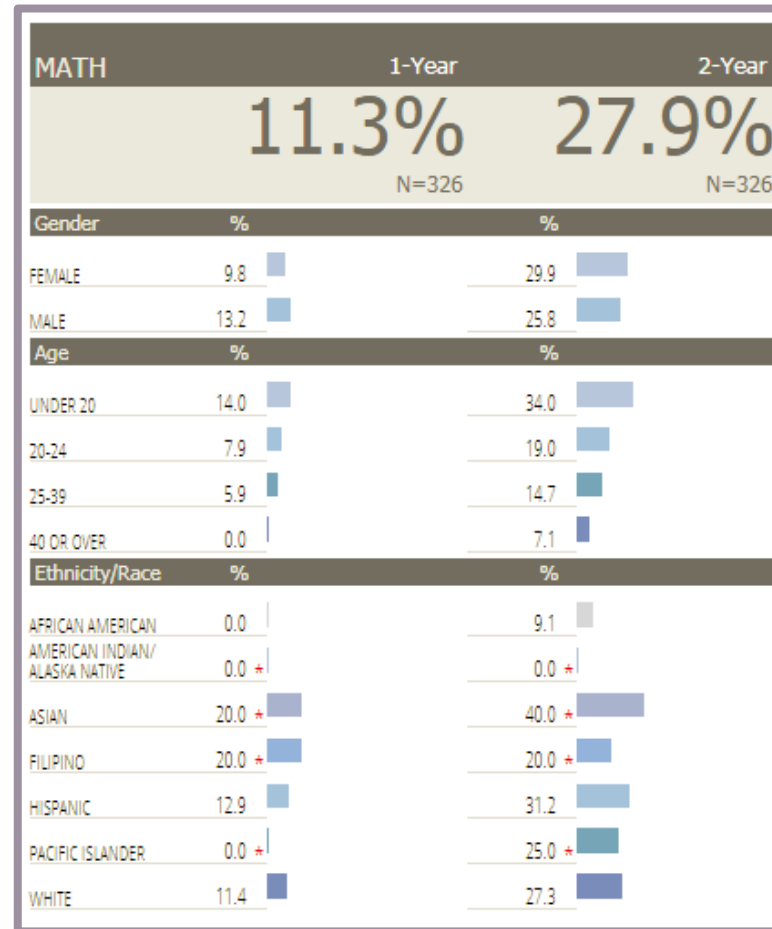 MATH 1-Year 2-Year
11.3% 27.9%
N=326 N=326
Gender % %
FEMALE 9.8 29.9
MALE 13.2 25.8
Age % %
UNDER 20 14.0 34.0
20-24 7.9 19.0
25-39 5.9 14.7
40 OR OVER 0.0 7.1
Ethnicity/Race % %
AFRICAN AMERICAN 0.0 9.1
AMERICAN INDIAN/
ALASKA NATIVE 0.0 * 0.0 *
ASIAN 20.0 * 40.0 *
FILIPINO 20.0 * 20.0 *
HISPANIC 12.9 31.2
PACIFIC ISLANDER 0.0 * 25.0 *
WHITE 11.4 27.3